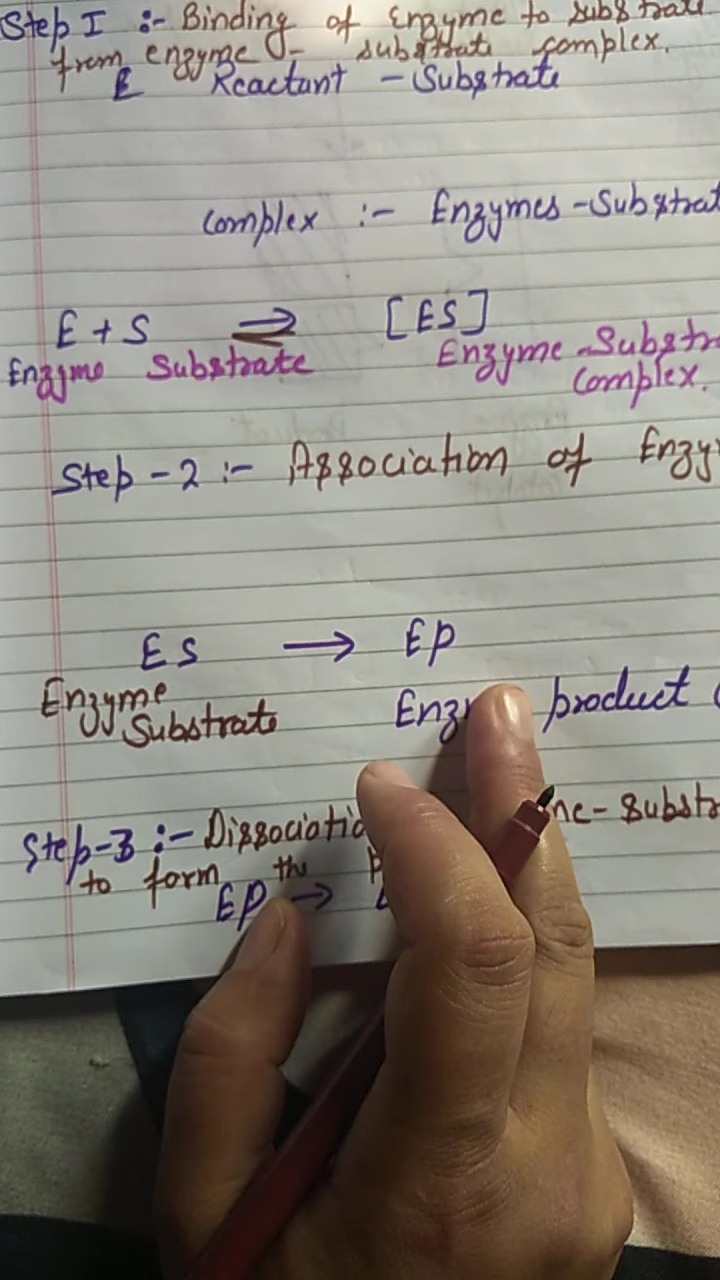 Step I :- Binding of Enzyme to substrate
from enzyme - substrate complex.
E Reactant - Substrate
Complex :- Enzymes - Substrat
E + S ⇒ [ES]
Enzyme Substrate Enzyme - Substr
Complex.
Step - 2 :- Association of Enzy
ES → EP
Enzyme
Substrate Enz product
Step-3 :- Dissociatio me- substr
to form the
EP →